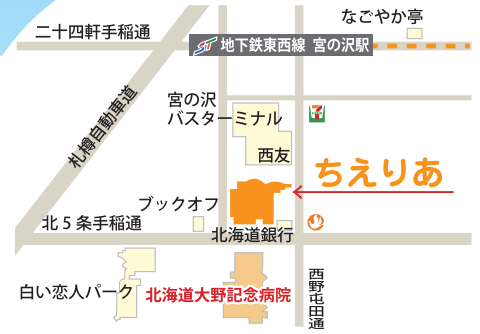 なごやか亭
二十四軒手稲通
ST 地下鉄東西線 宮の沢駅
札樽自動車道
宮の沢
バスターミナル
7
西友
ちえりあ
ブックオフ
北5条手稲通
北海道銀行
白い恋人パーク
北海道大野記念病院
西野屯田通